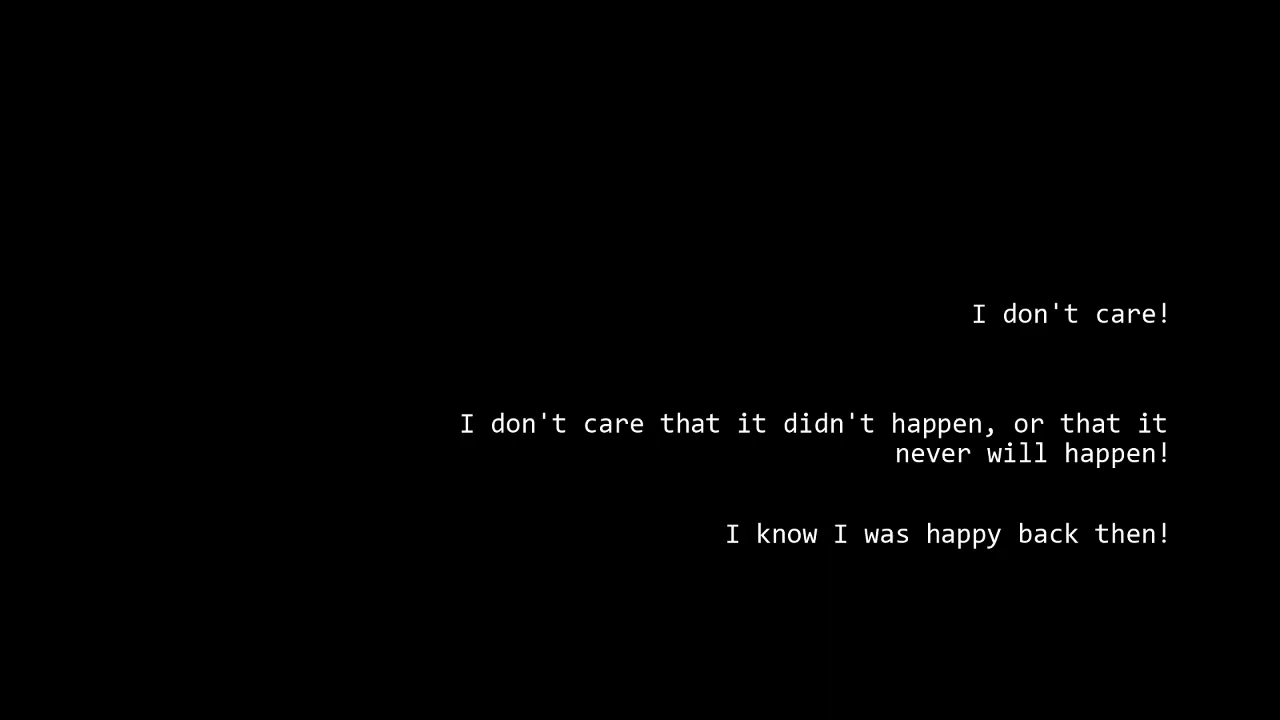 I don't care!
I don't care that it didn't happen, or that it
never will happen!
I know I was happy back then!